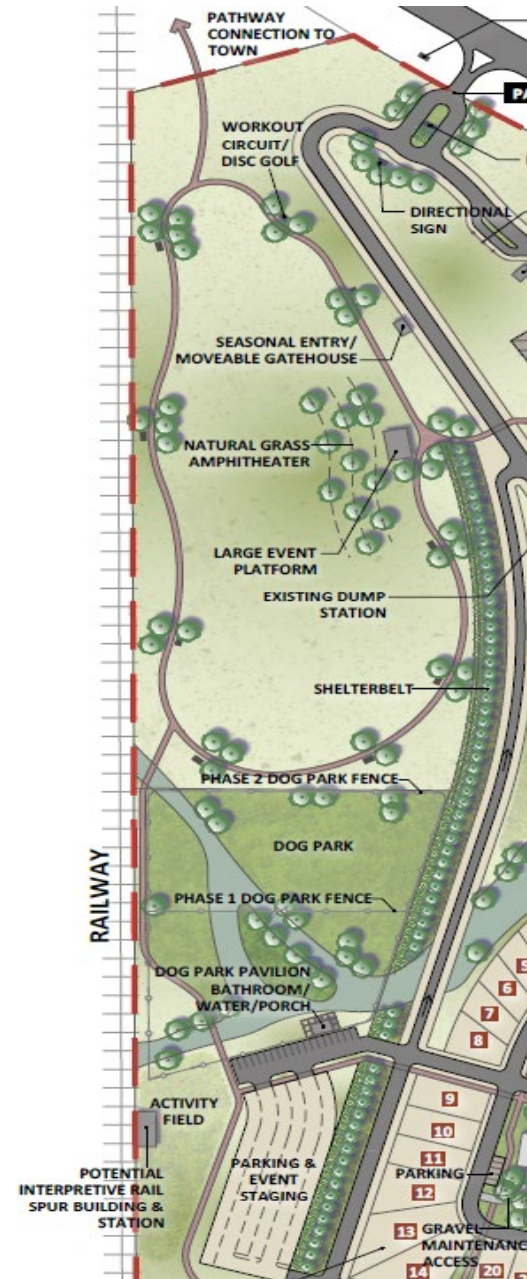 PATHWAY
CONNECTION TO
TOWN
PA
WORKOUT
CIRCUIT/
DISC GOLF
DIRECTIONAL
SIGN
SEASONAL ENTRY/
MOVEABLE GATEHOUSE
NATURAL GRASS
AMPHITHEATER
LARGE EVENT
PLATFORM
EXISTING DUMP
STATION
SHELTERBELT
PHASE 2 DOG PARK FENCE
DOG PARK
RAILWAY
PHASE 1 DOG PARK FENCE
DOG PARK PAVILION
BATHROOM/
WATER/PORCH
5
6
7
8
ACTIVITY
FIELD
9
10
11
12
POTENTIAL
INTERPRETIVE RAIL
SPUR BUILDING &
STATION
PARKING &
EVENT
STAGING
PARKING
13
GRAVEL
MAINTENANCE
ACCESS
14
20